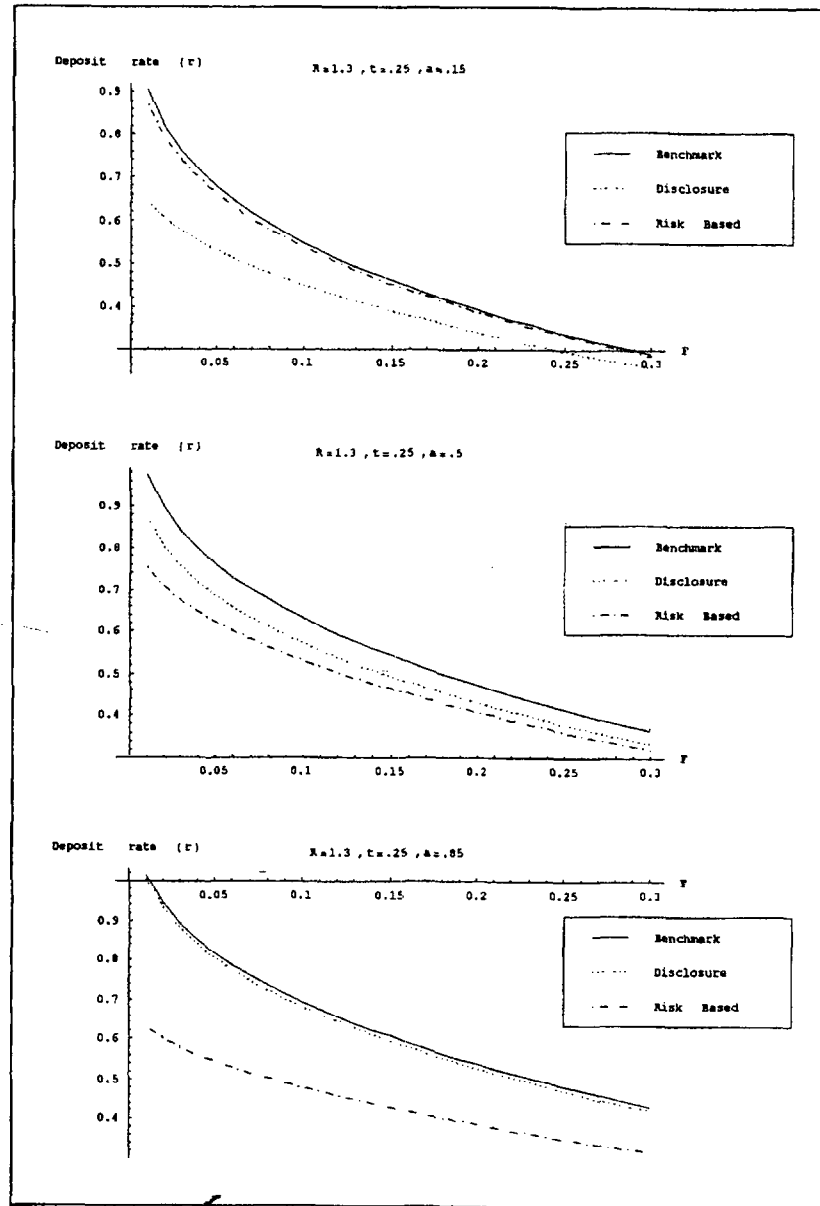 Deposit rate (r)
R=1.3 ,t=.25 ,a=.15
0.9
0.8
0.7
0.6
0.5
0.4
0.05 0.1 0.15 0.2 0.25 0.3
F
Benchmark
Disclosure
Risk Based
Deposit rate (r)
R=1.3 ,t=.25 ,a=.5
0.9
0.8
0.7
0.6
0.5
0.4
0.05 0.1 0.15 0.2 0.25 0.3
F
Benchmark
Disclosure
Risk Based
Deposit rate (r)
R=1.3 ,t=.25 ,a=.85
0.05 0.1 0.15 0.2 0.25 0.3
F
0.9
0.8
0.7
0.6
0.5
0.4
Benchmark
Disclosure
Risk Based